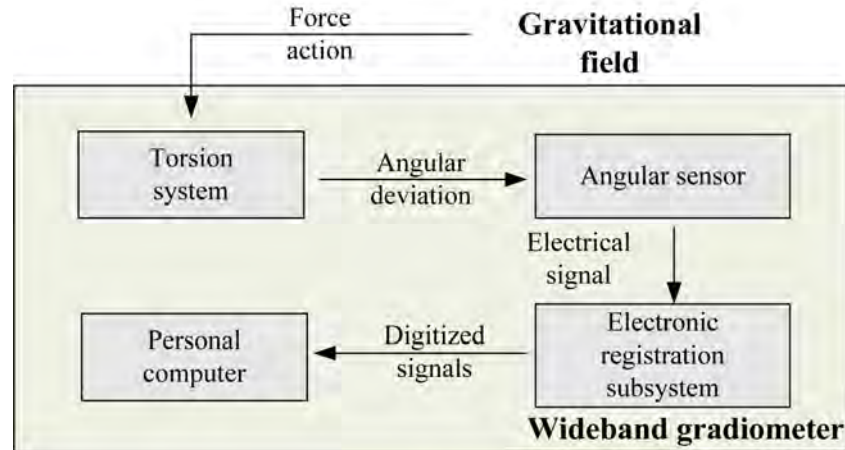 Force
action
Gravitational
field
Torsion
system
Angular
deviation
Angular sensor
Electrical
signal
Personal
computer
Digitized
signals
Electronic
registration
subsystem
Wideband gradiometer